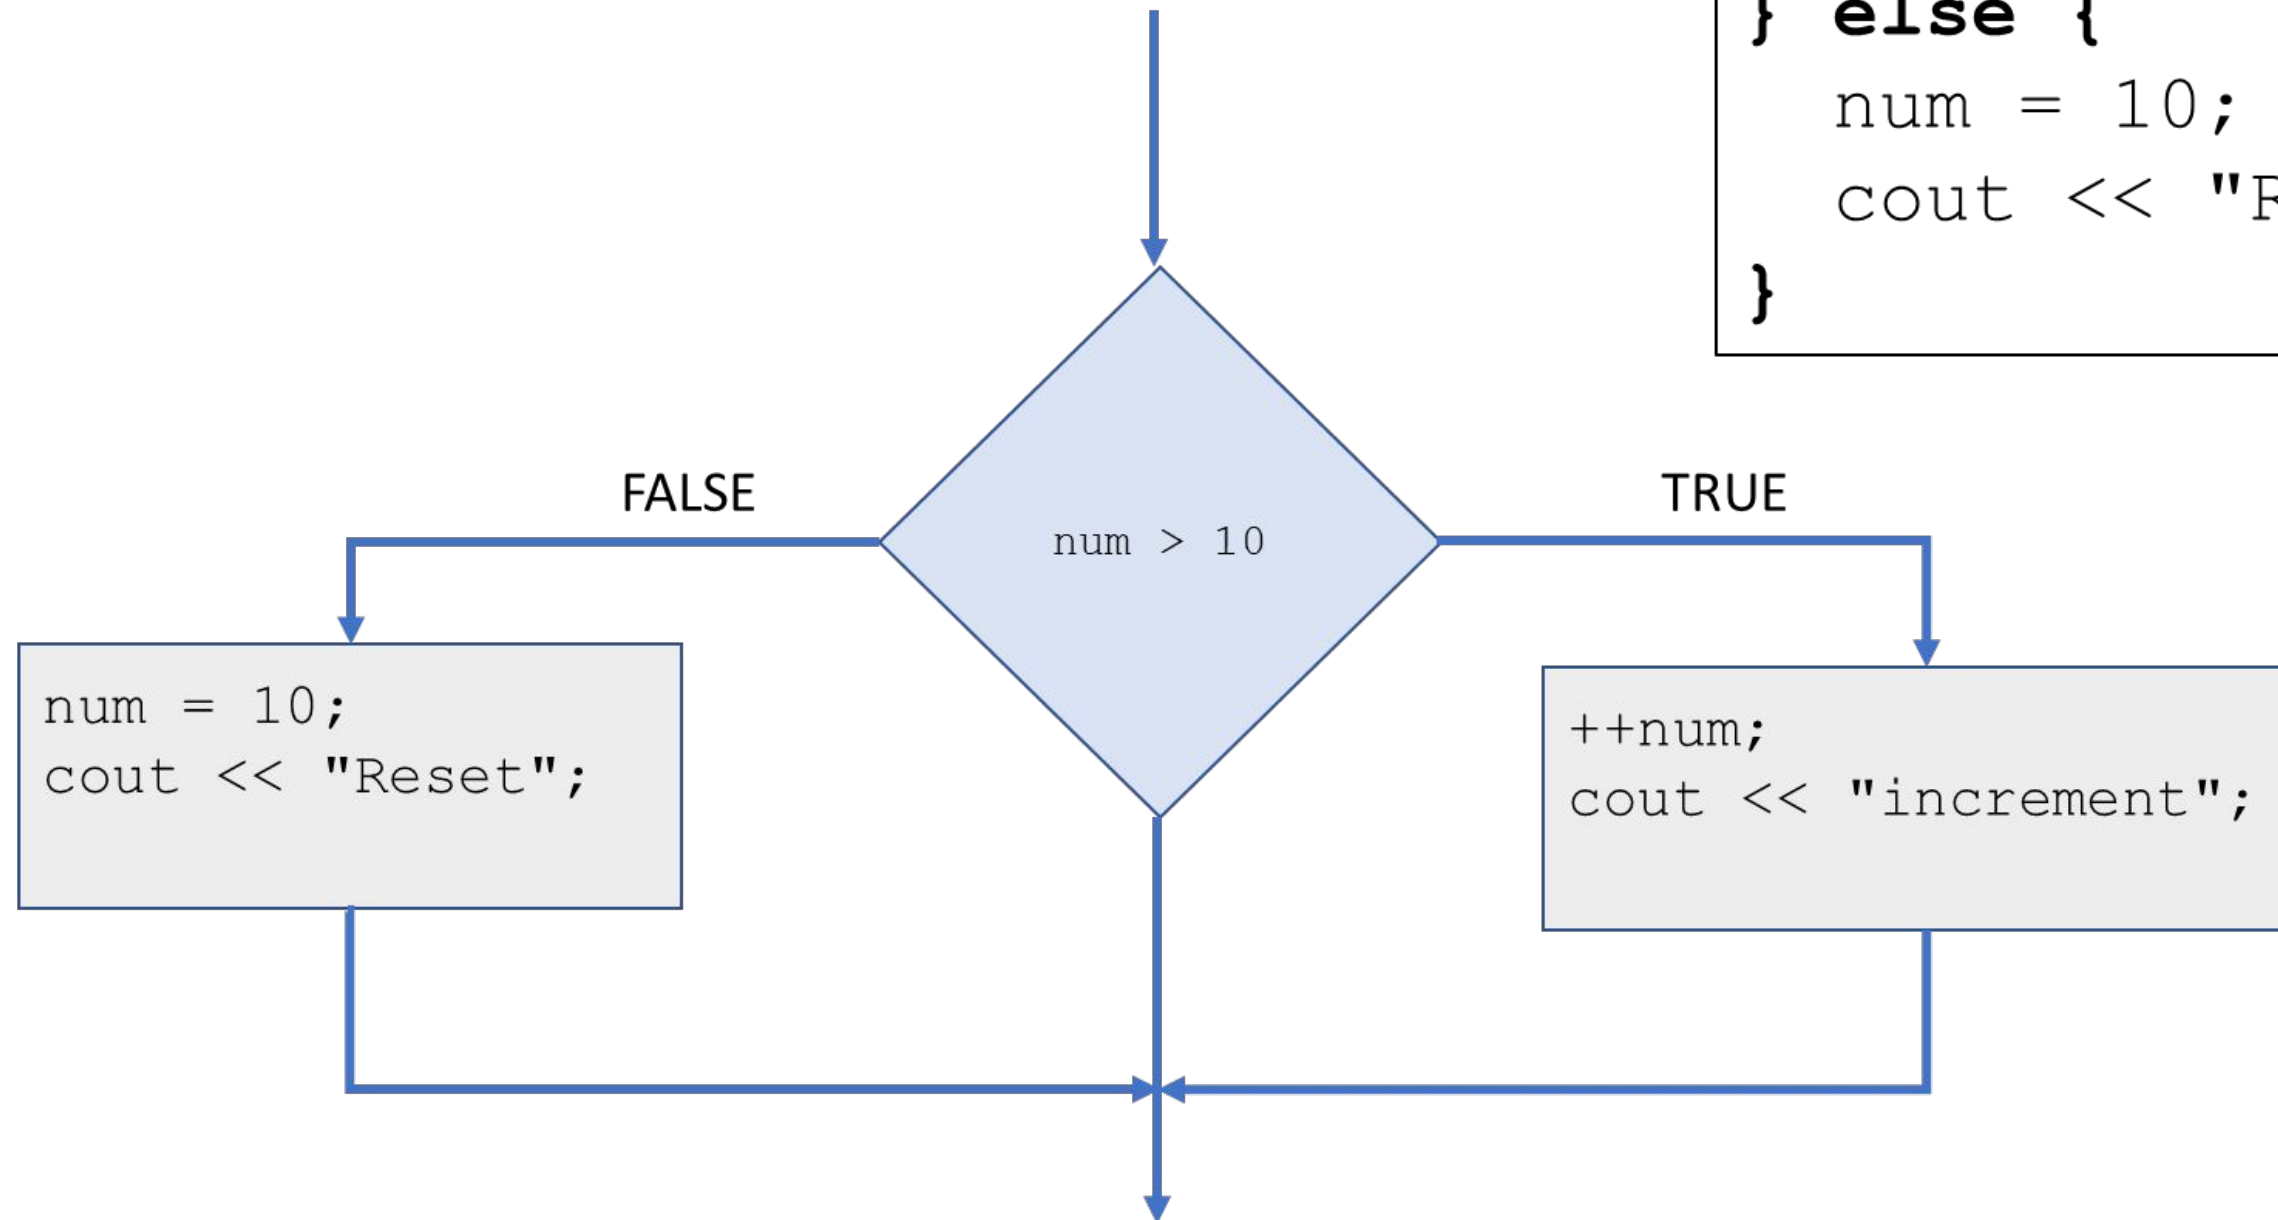 } else {
num = 10;
cout << "R
}
FALSE
TRUE
num > 10
num = 10;
cout << "Reset";
++num;
cout << "increment";